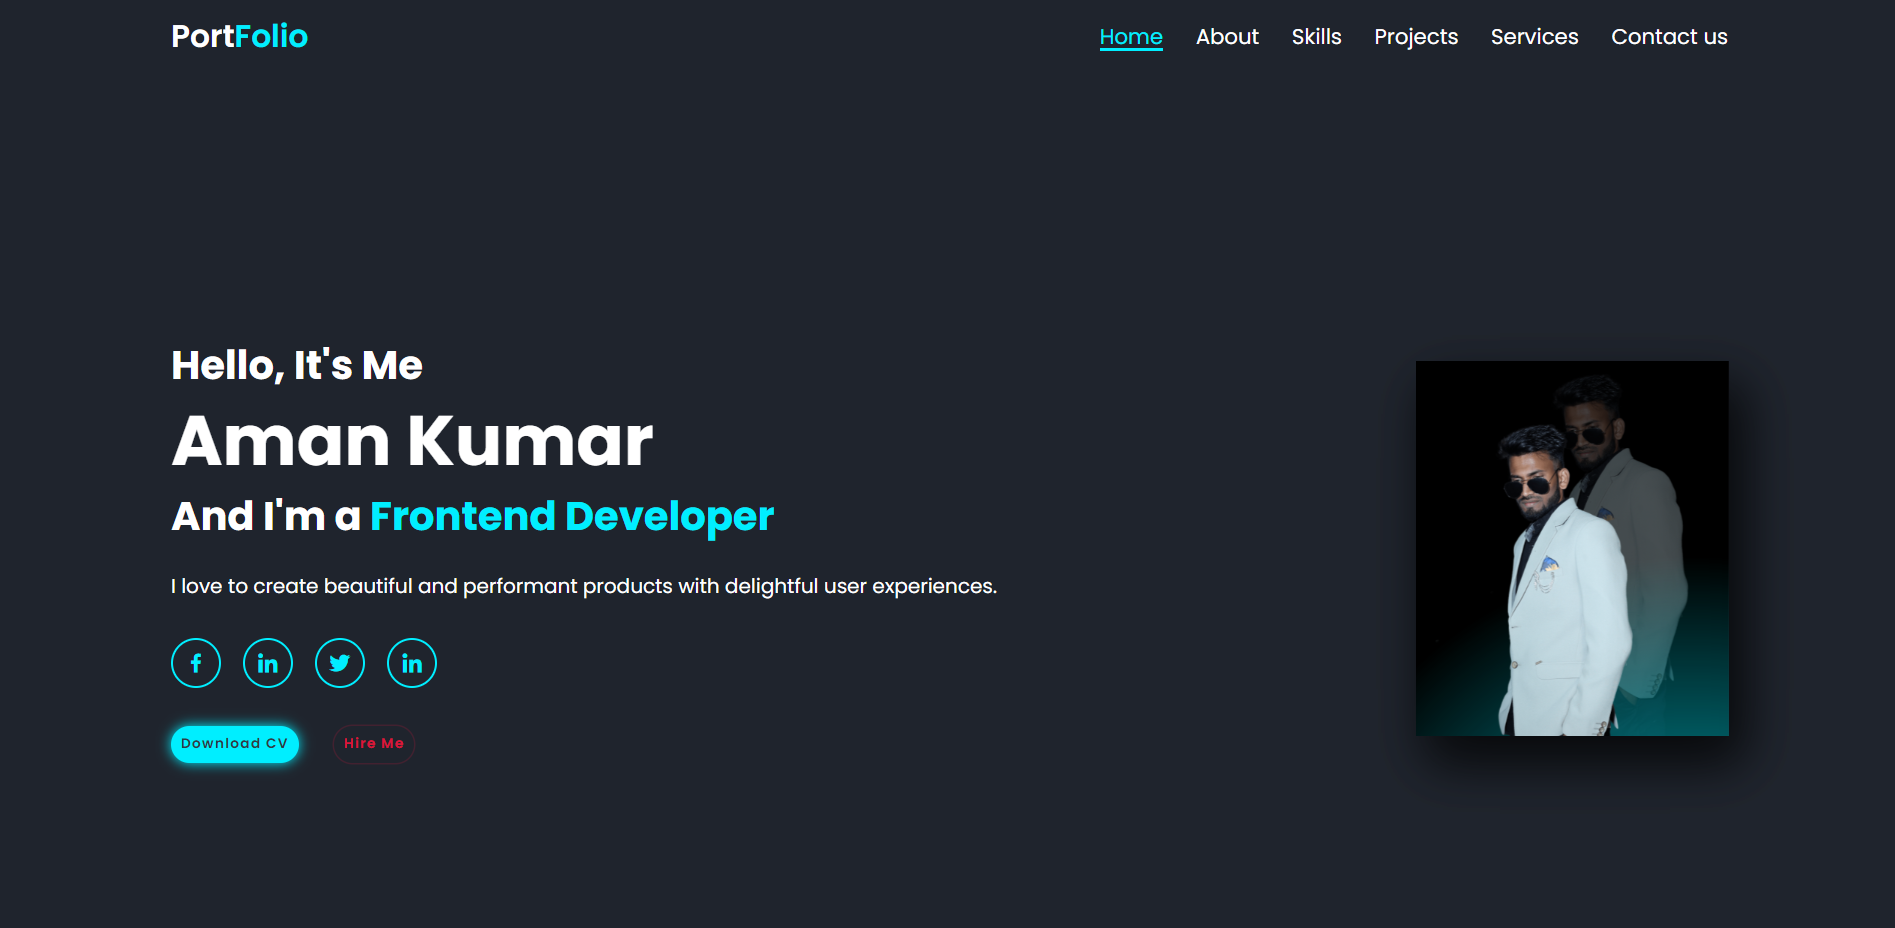 PortFolio
Home About Skills Projects Services Contact us
Hello, It's Me
Aman Kumar
And I'm a Frontend Developer
I love to create beautiful and performant products with delightful user experiences.
Download CV Hire Me